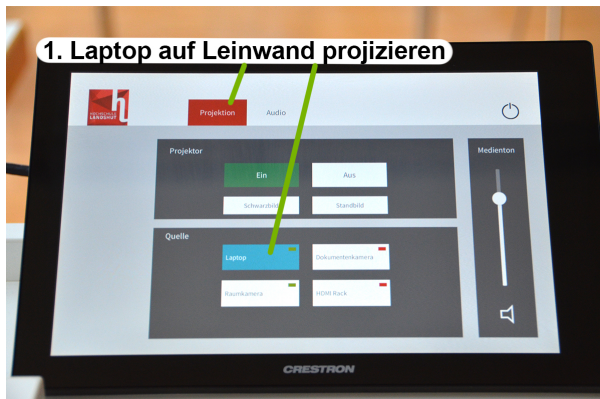 1. Laptop auf Leinwand projizieren
HOCHSCHULE
LANDSHUT
Projektion
Audio
Projektor
Medienton
Ein
Aus
Schwarzbild
Standbild
Quelle
Laptop
Dokumentenkamera
Raumkamera
HDMI Rack
CRESTRON